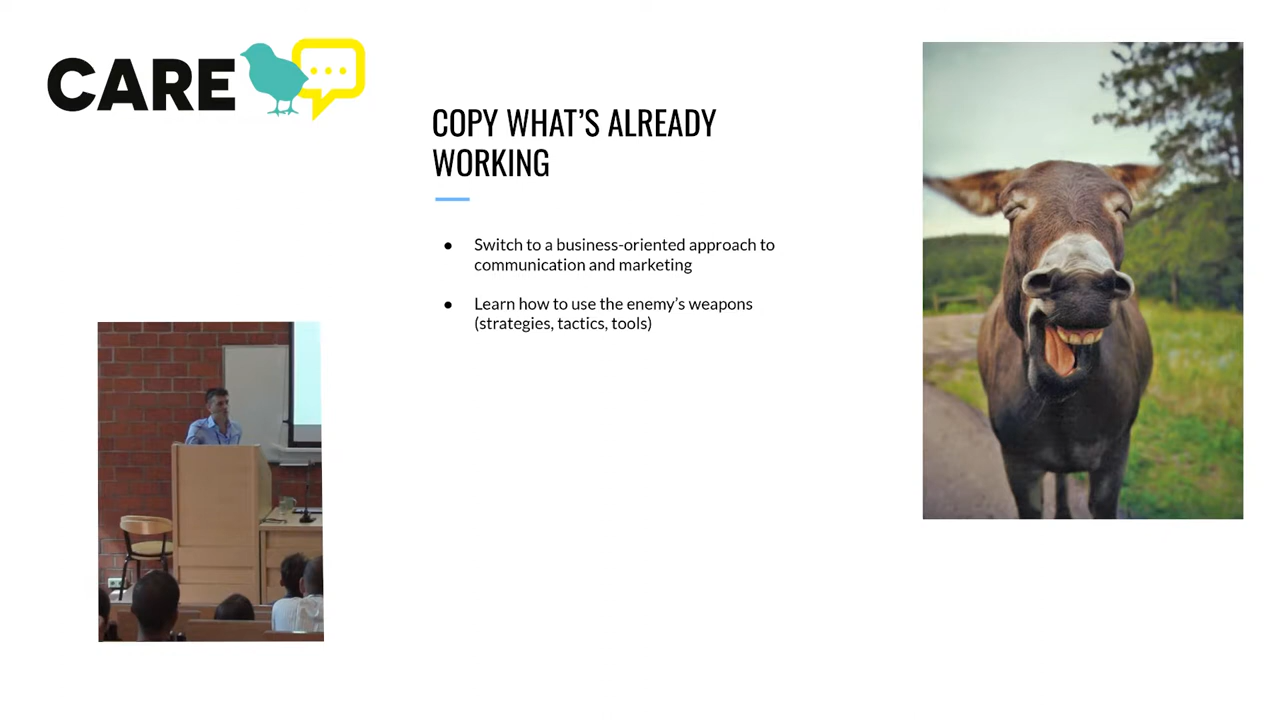 CARE
COPY WHAT'S ALREADY
WORKING
● Switch to a business-oriented approach to
communication and marketing
● Learn how to use the enemy's weapons
(strategies, tactics, tools)